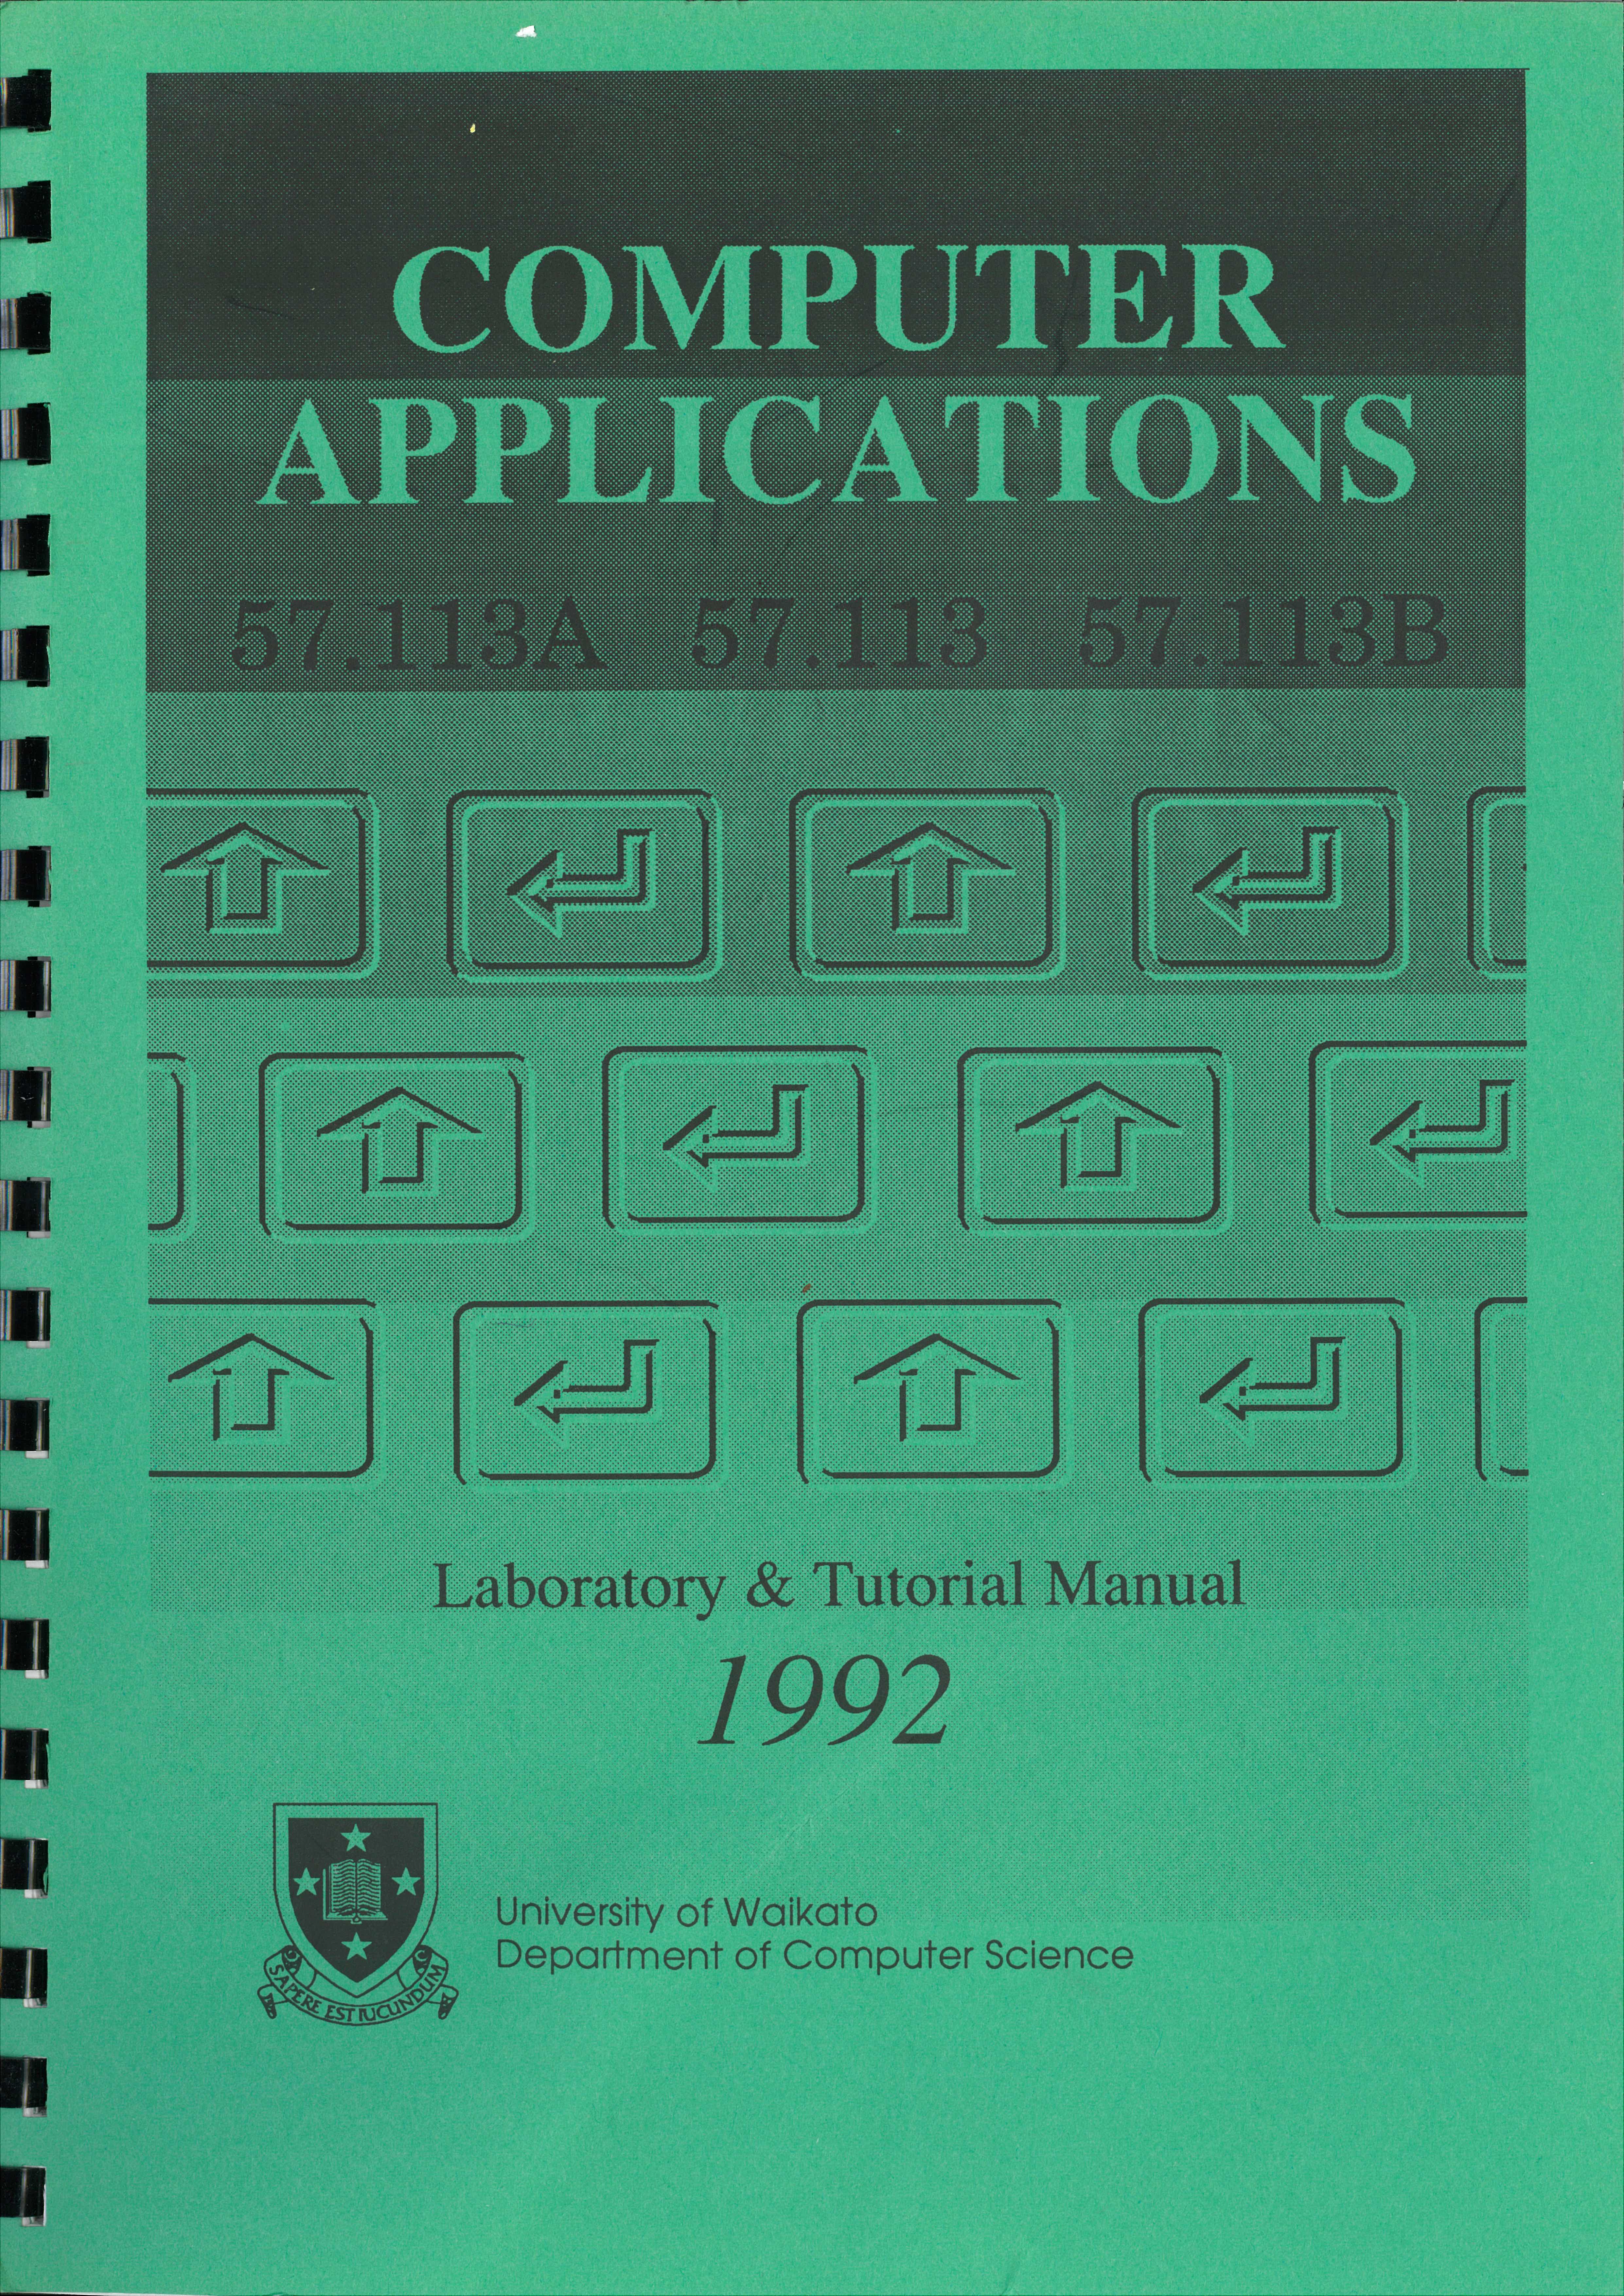 COMPUTER
APPLICATIONS
57.113A 57.113 57.113B
Laboratory & Tutorial Manual
1992
University of Waikato
Department of Computer Science
SAPERE EST IUCUNDUM